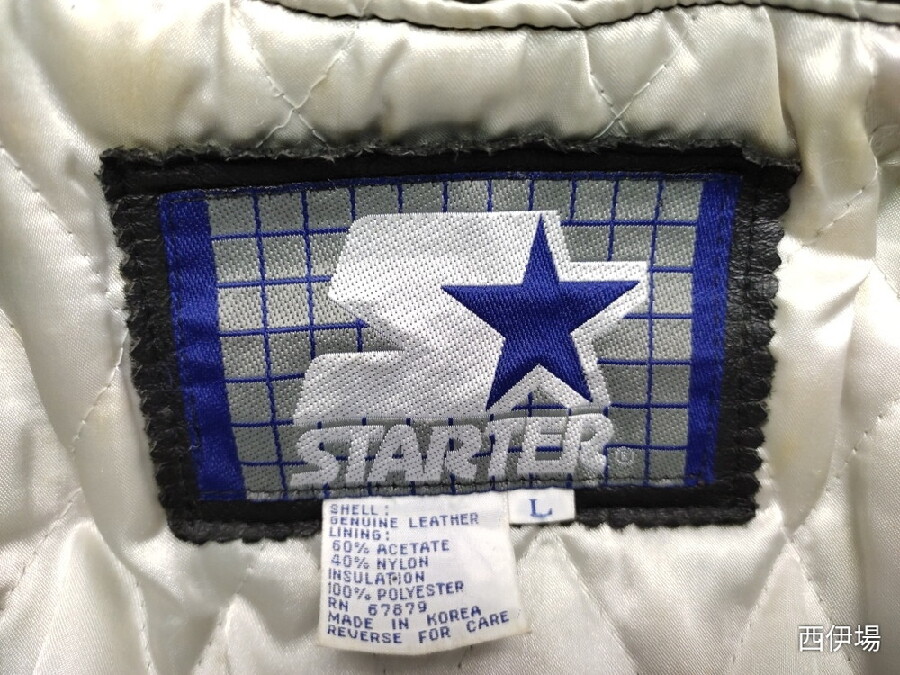 STARTER®
L
SHELL:
GENUINE LEATHER
LINING:
60% ACETATE
40% NYLON
INSULATION
100% POLYESTER
RN 67879
MADE IN KOREA
REVERSE FOR CARE
西伊場